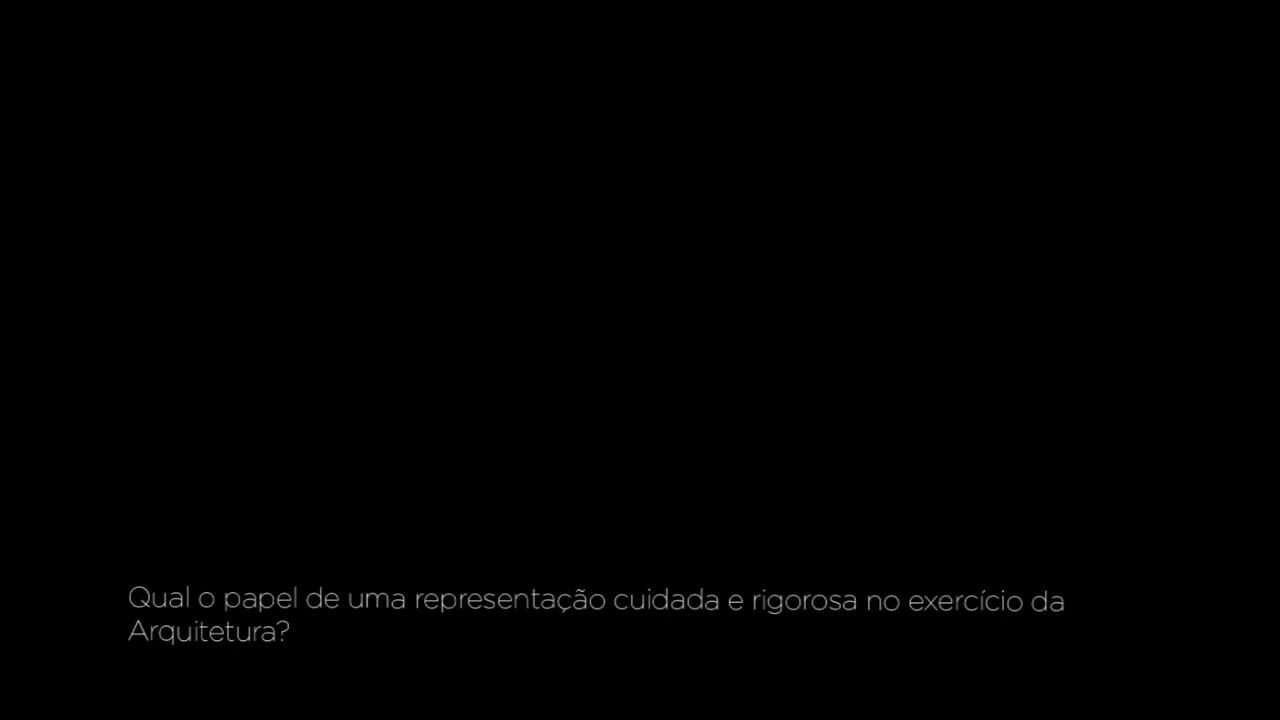 Qual o papel de uma representação cuidada e rigorosa no exercício da
Arquitetura?